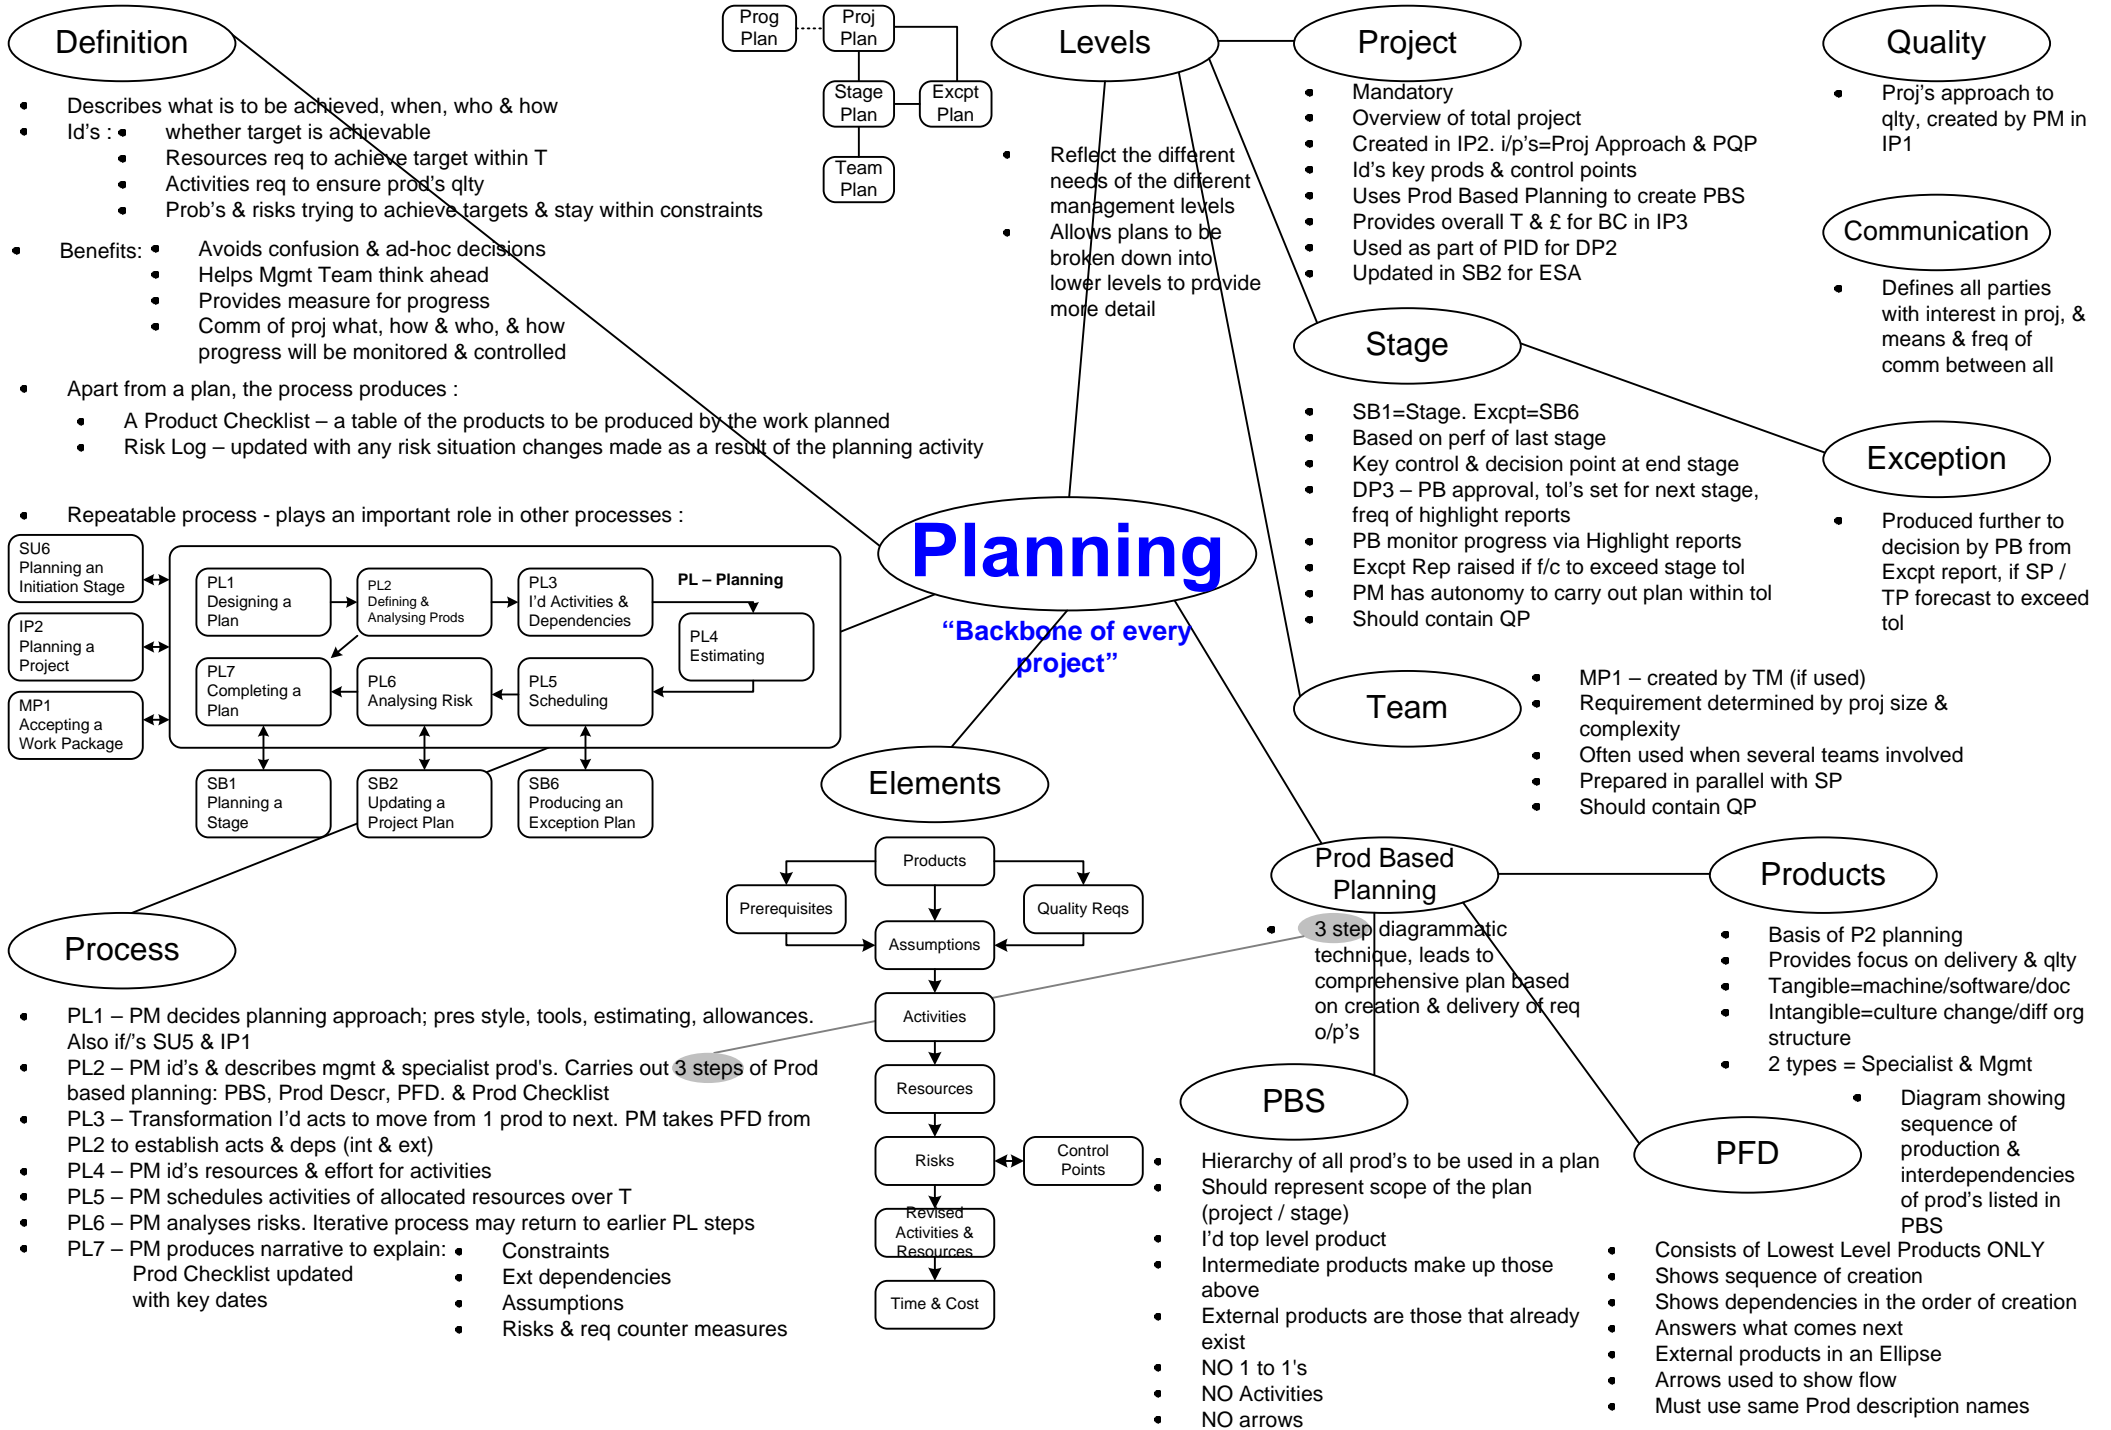 Definition
Describes what is to be achieved, when, who & how
Id's :
whether target is achievable
Resources req to achieve target within T
Activities req to ensure prod's qlty
Prob's & risks trying to achieve targets & stay within constraints
Benefits:
Avoids confusion & ad-hoc decisions
Helps Mgmt Team think ahead
Provides measure for progress
Comm of proj what, how & who, & how
progress will be monitored & controlled
Apart from a plan, the process produces :
A Product Checklist – a table of the products to be produced by the work planned
Risk Log – updated with any risk situation changes made as a result of the planning activity
Repeatable process - plays an important role in other processes :
SU6
Planning an
Initiation Stage
IP2
Planning a
Project
MP1
Accepting a
Work Package
PL1
Designing a
Plan
PL2
Defining &
Analysing Prods
PL3
I'd Activities &
Dependencies
PL – Planning
PL4
Estimating
PL7
Completing a
Plan
PL6
Analysing Risk
PL5
Scheduling
SB1
Planning a
Stage
SB2
Updating a
Project Plan
SB6
Producing an
Exception Plan
Process
PL1 – PM decides planning approach; pres style, tools, estimating, allowances.
Also if/'s SU5 & IP1
PL2 – PM id's & describes mgmt & specialist prod's. Carries out 3 steps of Prod
based planning: PBS, Prod Descr, PFD. & Prod Checklist
PL3 – Transformation I'd acts to move from 1 prod to next. PM takes PFD from
PL2 to establish acts & deps (int & ext)
PL4 – PM id's resources & effort for activities
PL5 – PM schedules activities of allocated resources over T
PL6 – PM analyses risks. Iterative process may return to earlier PL steps
PL7 – PM produces narrative to explain:
Prod Checklist updated
with key dates
Constraints
Ext dependencies
Assumptions
Risks & req counter measures
Prog
Plan
Proj
Plan
Stage
Plan
Excpt
Plan
Team
Plan
Levels
Reflect the different
needs of the different
management levels
Allows plans to be
broken down into
lower levels to provide
more detail
Planning
“Backbone of every
project”
Elements
Products
Prerequisites
Quality Reqs
Assumptions
Activities
Resources
Risks
Control
Points
Revised
Activities &
Resources
Time & Cost
Project
Mandatory
Overview of total project
Created in IP2. i/p's=Proj Approach & PQP
Id's key prods & control points
Uses Prod Based Planning to create PBS
Provides overall T & £ for BC in IP3
Used as part of PID for DP2
Updated in SB2 for ESA
Stage
SB1=Stage. Excpt=SB6
Based on perf of last stage
Key control & decision point at end stage
DP3 – PB approval, tol's set for next stage,
freq of highlight reports
PB monitor progress via Highlight reports
Excpt Rep raised if f/c to exceed stage tol
PM has autonomy to carry out plan within tol
Should contain QP
Team
MP1 – created by TM (if used)
Requirement determined by proj size &
complexity
Often used when several teams involved
Prepared in parallel with SP
Should contain QP
Quality
Proj's approach to
qlty, created by PM in
IP1
Communication
Defines all parties
with interest in proj, &
means & freq of
comm between all
Exception
Produced further to
decision by PB from
Excpt report, if SP /
TP forecast to exceed
tol
Prod Based
Planning
3 step diagrammatic
technique, leads to
comprehensive plan based
on creation & delivery of req
o/p's
Products
Basis of P2 planning
Provides focus on delivery & qlty
Tangible=machine/software/doc
Intangible=culture change/diff org
structure
2 types = Specialist & Mgmt
PBS
Hierarchy of all prod's to be used in a plan
Should represent scope of the plan
(project / stage)
I'd top level product
Intermediate products make up those
above
External products are those that already
exist
NO 1 to 1's
NO Activities
NO arrows
PFD
Diagram showing
sequence of
production &
interdependencies
of prod's listed in
PBS
Consists of Lowest Level Products ONLY
Shows sequence of creation
Shows dependencies in the order of creation
Answers what comes next
External products in an Ellipse
Arrows used to show flow
Must use same Prod description names